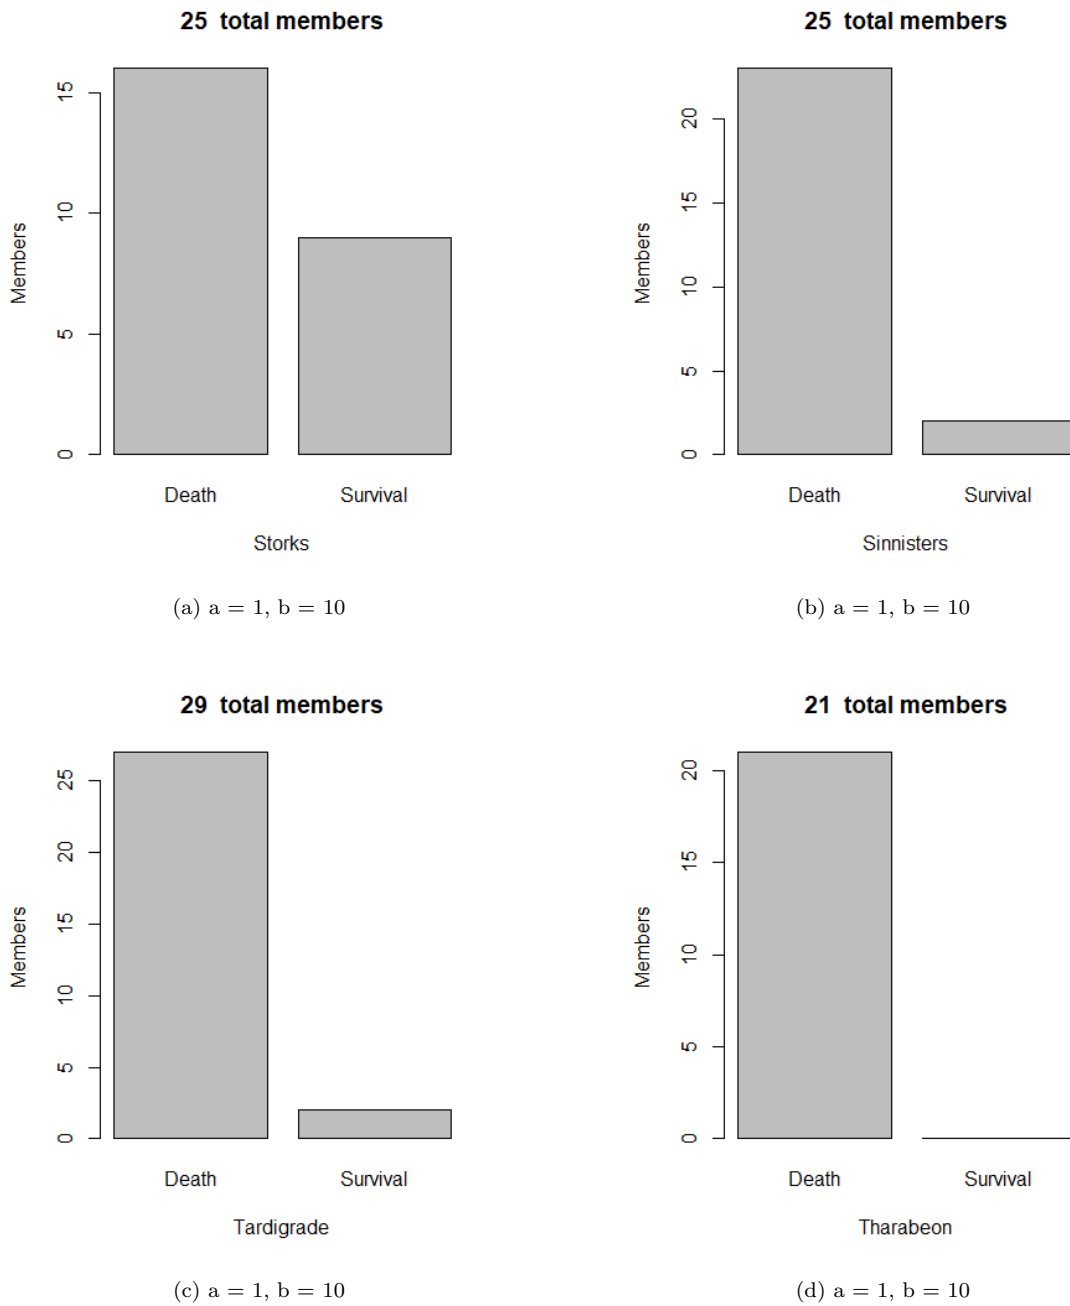 25 total members
15
10
5
0
Members
Death Survival
Storks
(a) a = 1, b = 10
25 total members
20
15
10
5
0
Members
Death Survival
Sinnisters
(b) a = 1, b = 10
29 total members
25
20
15
10
5
0
Members
Death Survival
Tardigrade
(c) a = 1, b = 10
21 total members
20
15
10
5
0
Members
Death Survival
Tharabeon
(d) a = 1, b = 10